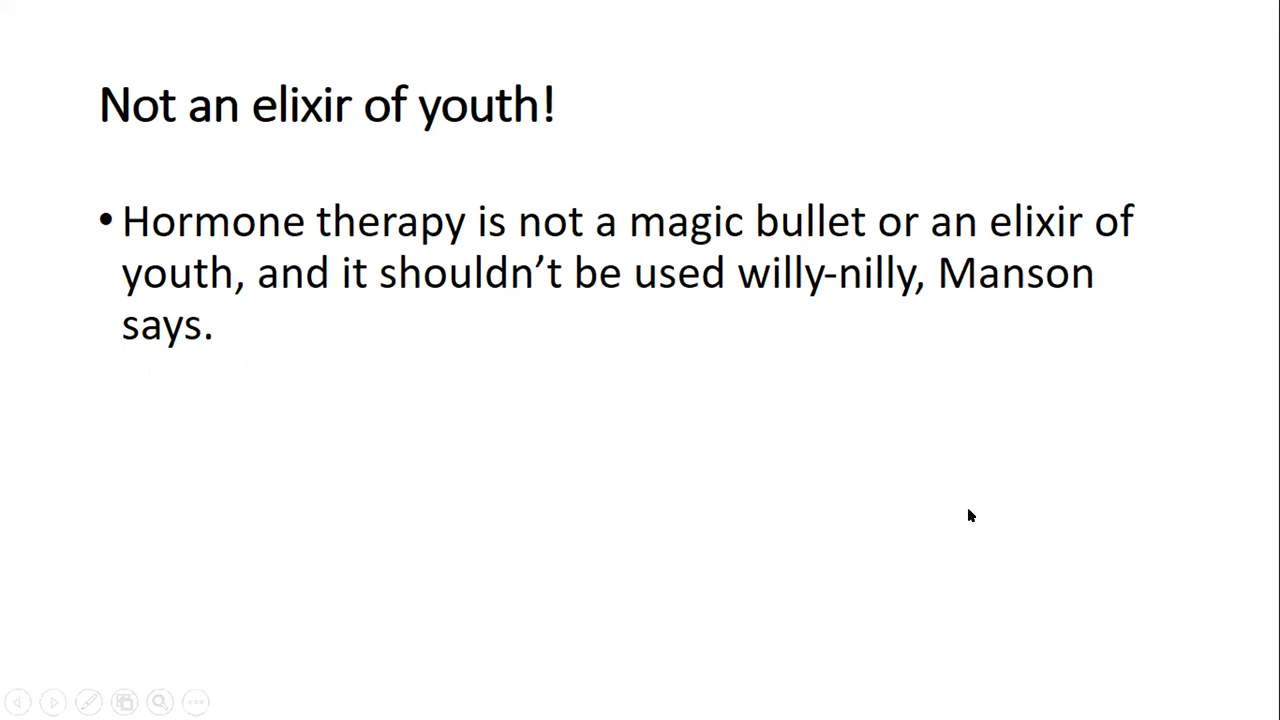 Not an elixir of youth!
• Hormone therapy is not a magic bullet or an elixir of
youth, and it shouldn’t be used willy-nilly, Manson
says.